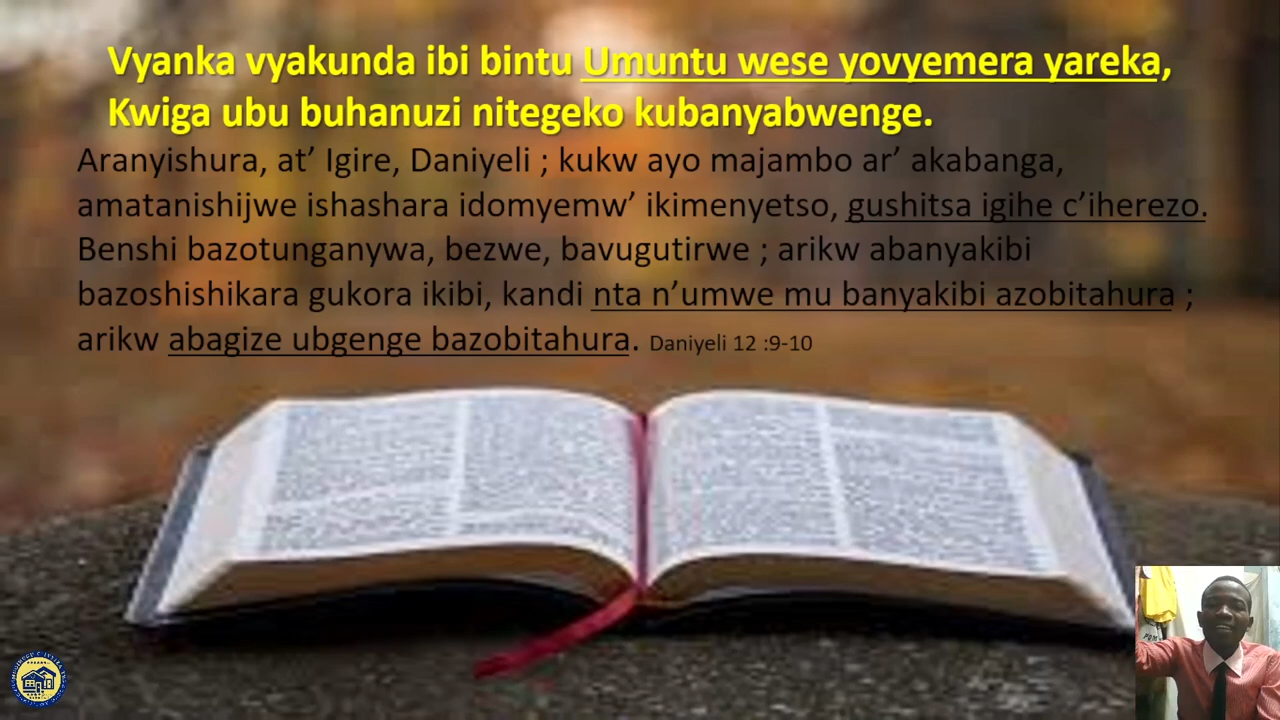 Vyanka vyakunda ibi bintu Umuntu wese yovyemera yareka,
Kwiga ubu buhanuzi nitegeko kubanyabwenge.
Aranyishura, at’ Igire, Daniyeli ; kukw ayo majambo ar’ akabanga,
amatanishijwe ishashara idomyemw’ ikimenyetso, gushitsa igihe c’iherezo.
Benshi bazotunganywa, bezwe, bavugutirwe ; arikw abanyakibi
bazoshishikara gukora ikibi, kandi nta n’umwe mu banyakibi azobitahura ;
arikw abagize ubgenge bazobitahura. Daniyeli 12 :9-10